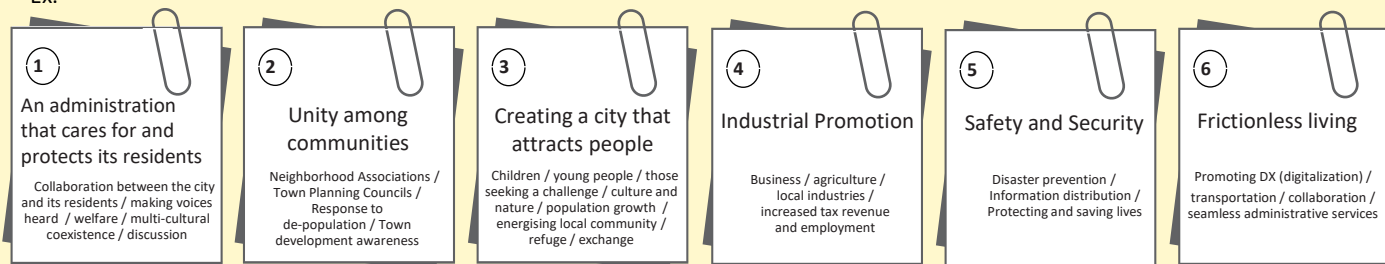 Ex.
1
An administration
that cares for and
protects its residents
Collaboration between the city
and its residents / making voices
heard / welfare / multi-cultural
coexistence / discussion
2
Unity among
communities
Neighborhood Associations /
Town Planning Councils /
Response to
de-population / Town
development awareness
3
Creating a city that
attracts people
Children / young people / those
seeking a challenge / culture and
nature / population growth /
energising local community /
refuge / exchange
4
Industrial Promotion
Business / agriculture /
local industries /
increased tax revenue
and employment
5
Safety and Security
Disaster prevention /
Information distribution /
Protecting and saving lives
6
Frictionless living
Promoting DX (digitalization) /
transportation / collaboration /
seamless administrative services